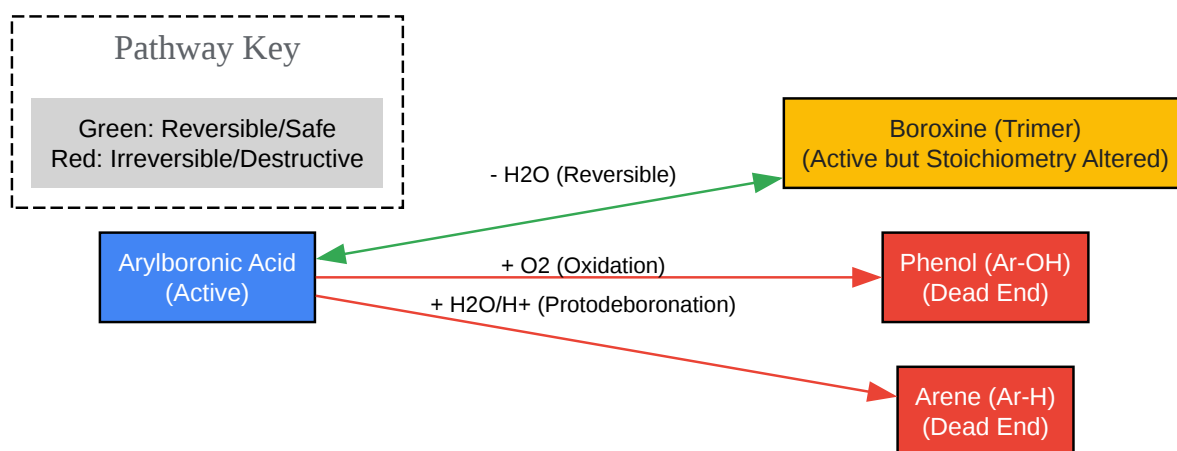 Pathway Key
Green: Reversible/Safe
Red: Irreversible/Destructive
Boroxine (Trimer)
(Active but Stoichiometry Altered)
- H2O (Reversible)
Arylboronic Acid
(Active)
+ O2 (Oxidation)
Phenol (Ar-OH)
(Dead End)
+ H2O/H+ (Protodeboronation)
Arene (Ar-H)
(Dead End)